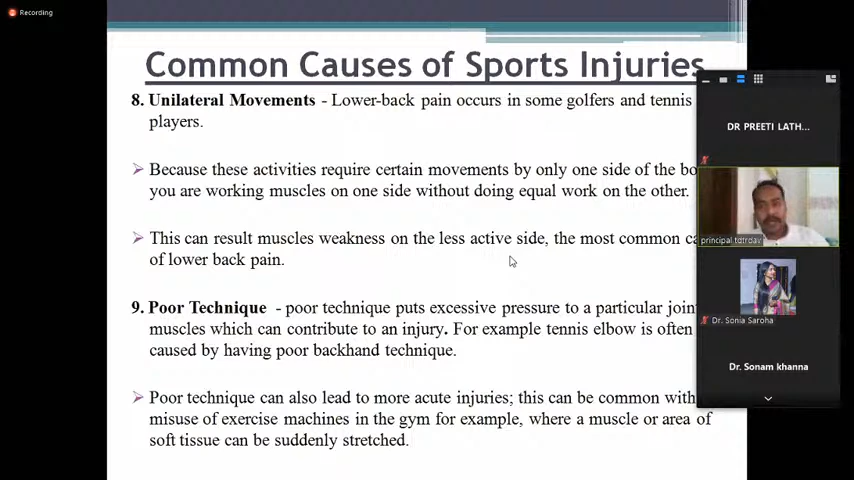 Recording
Common Causes of Sports Injuries
8. Unilateral Movements - Lower-back pain occurs in some golfers and tennis
players.
Because these activities require certain movements by only one side of the bo
you are working muscles on one side without doing equal work on the other.
This can result muscles weakness on the less active side, the most common ca
of lower back pain.
9. Poor Technique - poor technique puts excessive pressure to a particular join
muscles which can contribute to an injury. For example tennis elbow is often
caused by having poor backhand technique.
Poor technique can also lead to more acute injuries; this can be common with
misuse of exercise machines in the gym for example, where a muscle or area of
soft tissue can be suddenly stretched.
DR PREETI LATH...
principal tdtrdav
Dr. Sonia Saroha
Dr. Sonam khanna